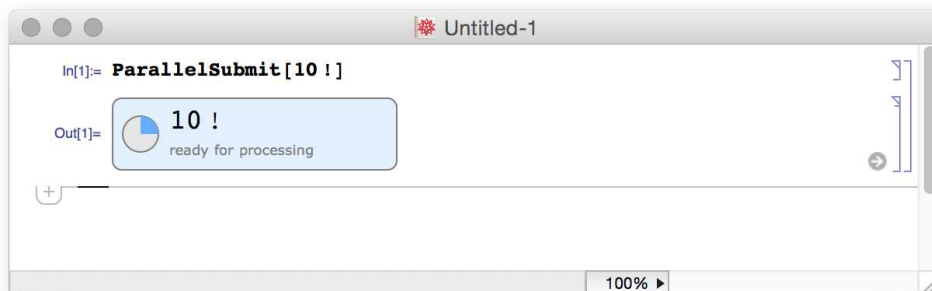 Untitled-1
In[1]:= ParallelSubmit[10 !]
Out[1]= 10 !
ready for processing
100%